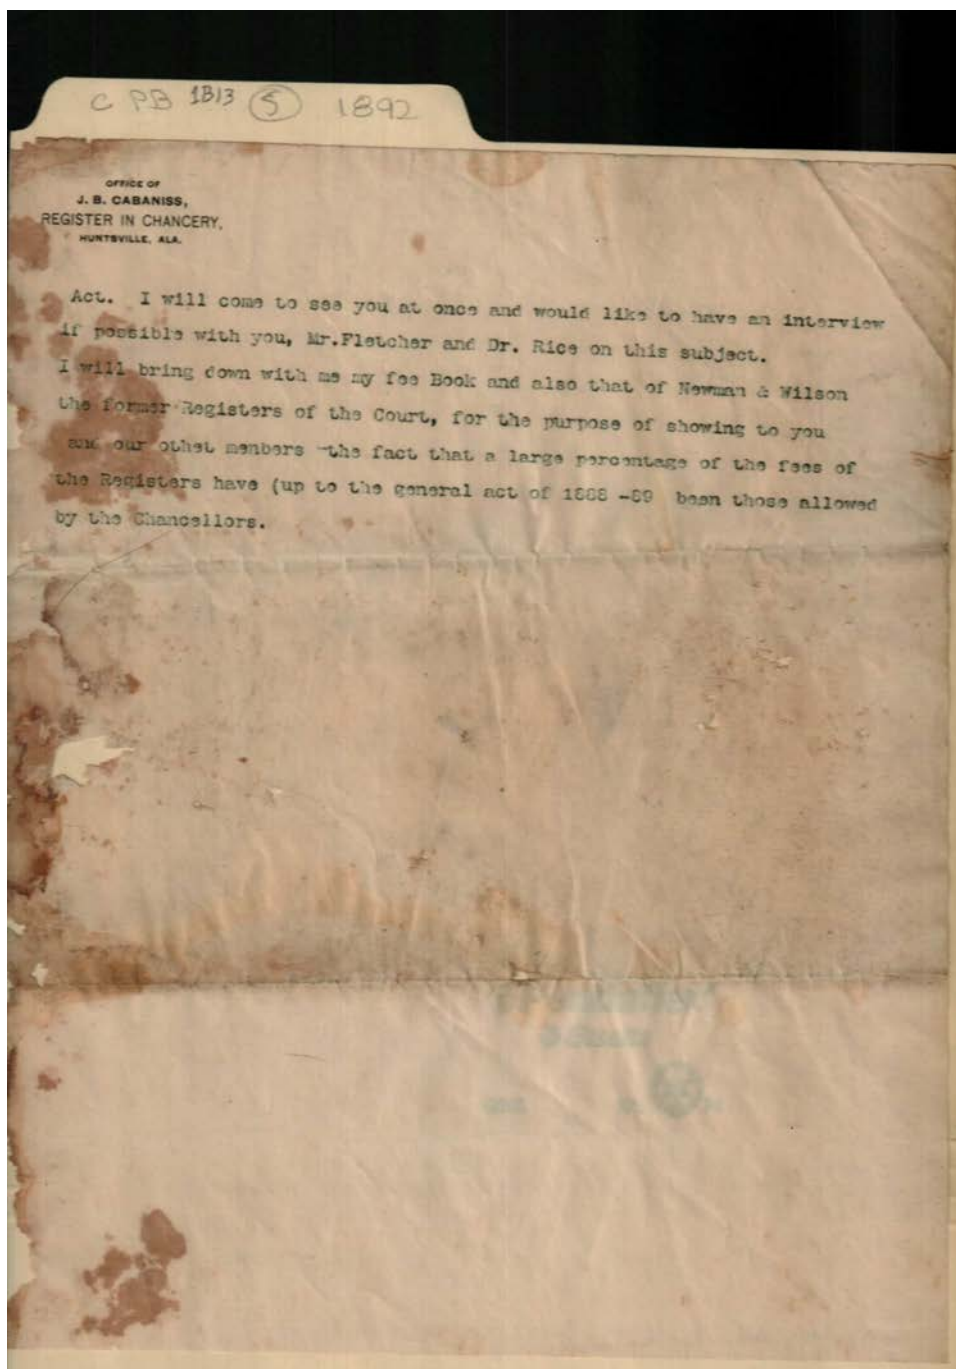 C PB 1B13 5 1892
OFFICE OF
J. B. CABANISS,
REGISTER IN CHANCERY,
HUNTSVILLE, ALA.
Act. I will come to see you at once and would like to have an interview
if possible with you, Mr.Fletcher and Dr. Rice on this subject.
I will bring down with me my fee Book and also that of Newman & Wilson
the former Registers of the Court, for the purpose of showing to you
and our othet menbers -the fact that a large percentage of the fees of
the Registers have (up to the general act of 1888 -89 been those allowed
by the Chancellors.